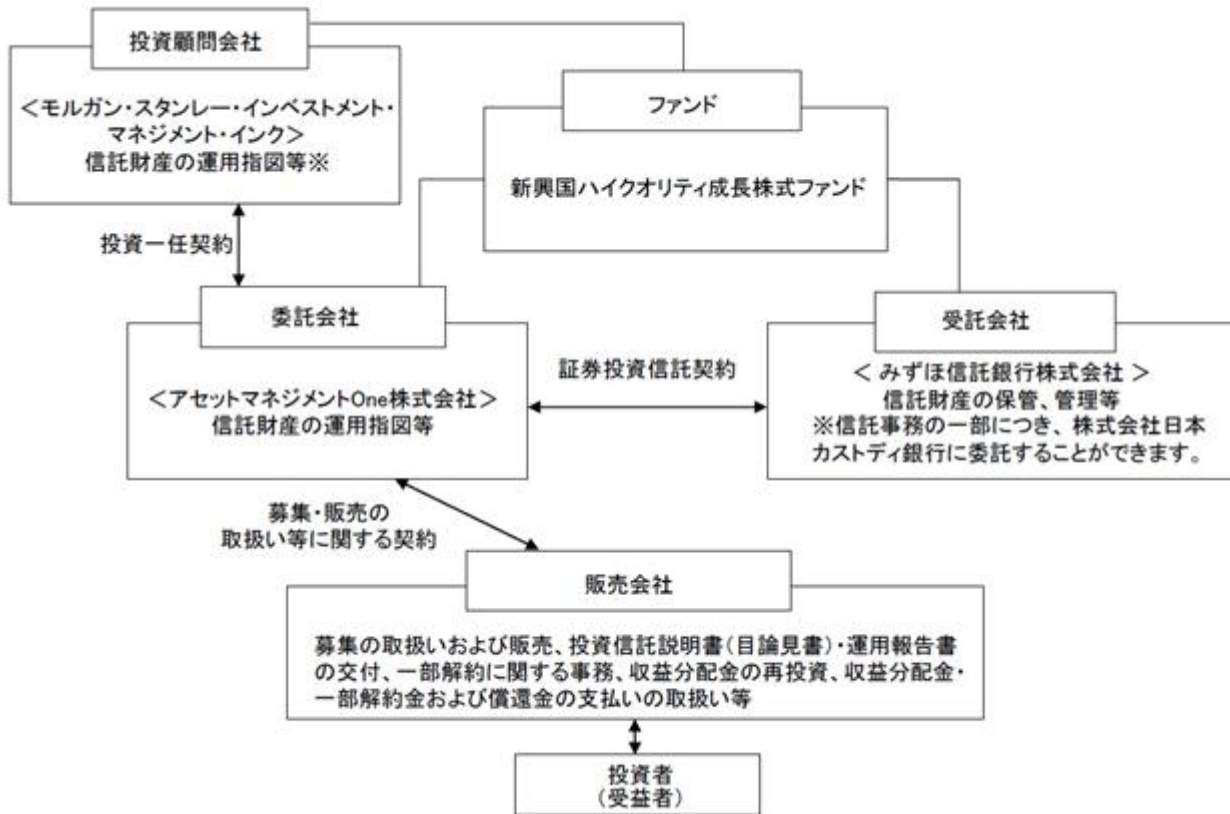 投資顧問会社
<モルガン・スタンレー・インベストメント・
マネジメント・インク>
信託財産の運用指図等※
ファンド
新興国ハイクオリティ成長株式ファンド
投資一任契約
委託会社
<アセットマネジメントOne株式会社>
信託財産の運用指図等
証券投資信託契約
受託会社
< みずほ信託銀行株式会社 >
信託財産の保管、管理等
※信託事務の一部につき、株式会社日本
カストディ銀行に委託することができます。
募集・販売の
取扱い等に関する契約
販売会社
募集の取扱いおよび販売、投資信託説明書(目論見書)・運用報告書
の交付、一部解約に関する事務、収益分配金の再投資、収益分配金・
一部解約金および償還金の支払いの取扱い等
投資者
(受益者)